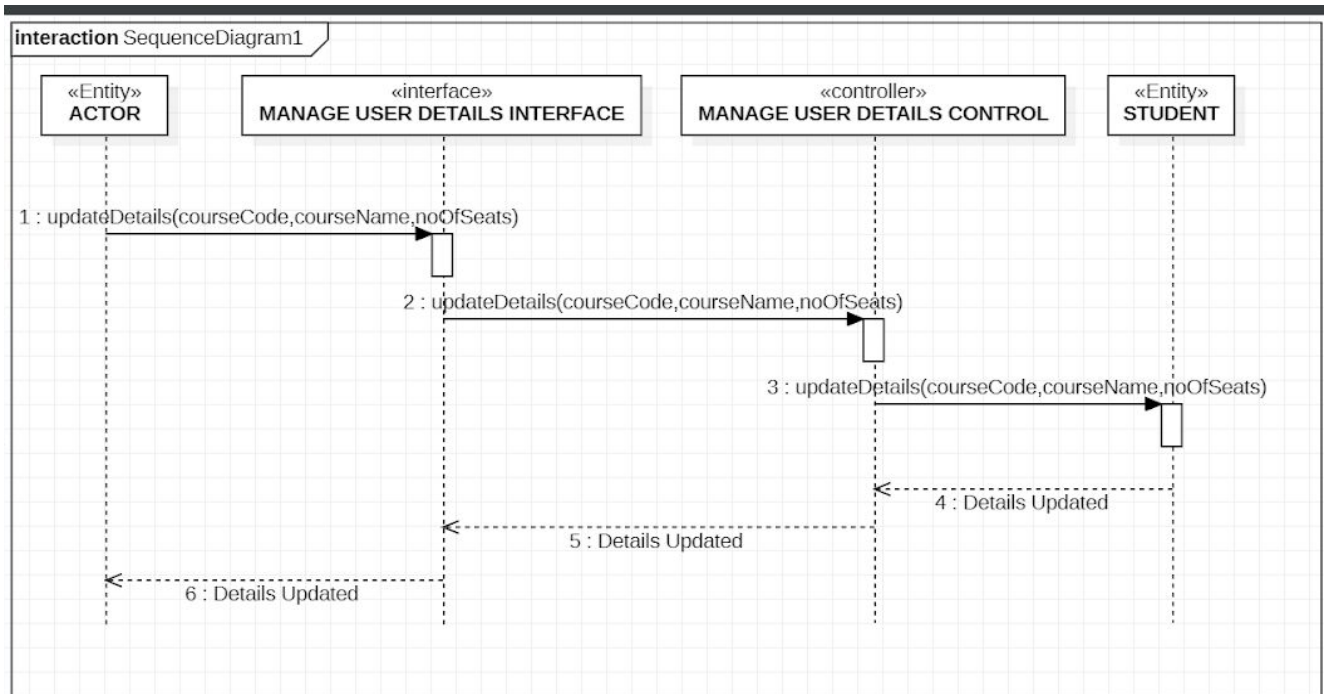 interaction SequenceDiagram1
«Entity»
ACTOR
«interface»
MANAGE USER DETAILS INTERFACE
«controller»
MANAGE USER DETAILS CONTROL
«Entity»
STUDENT
1 : updateDetails(courseCode,courseName,noOfSeats)
2 : updateDetails(courseCode,courseName,noOfSeats)
3 : updateDetails(courseCode,courseName,noOfSeats)
4 : Details Updated
5 : Details Updated
6 : Details Updated